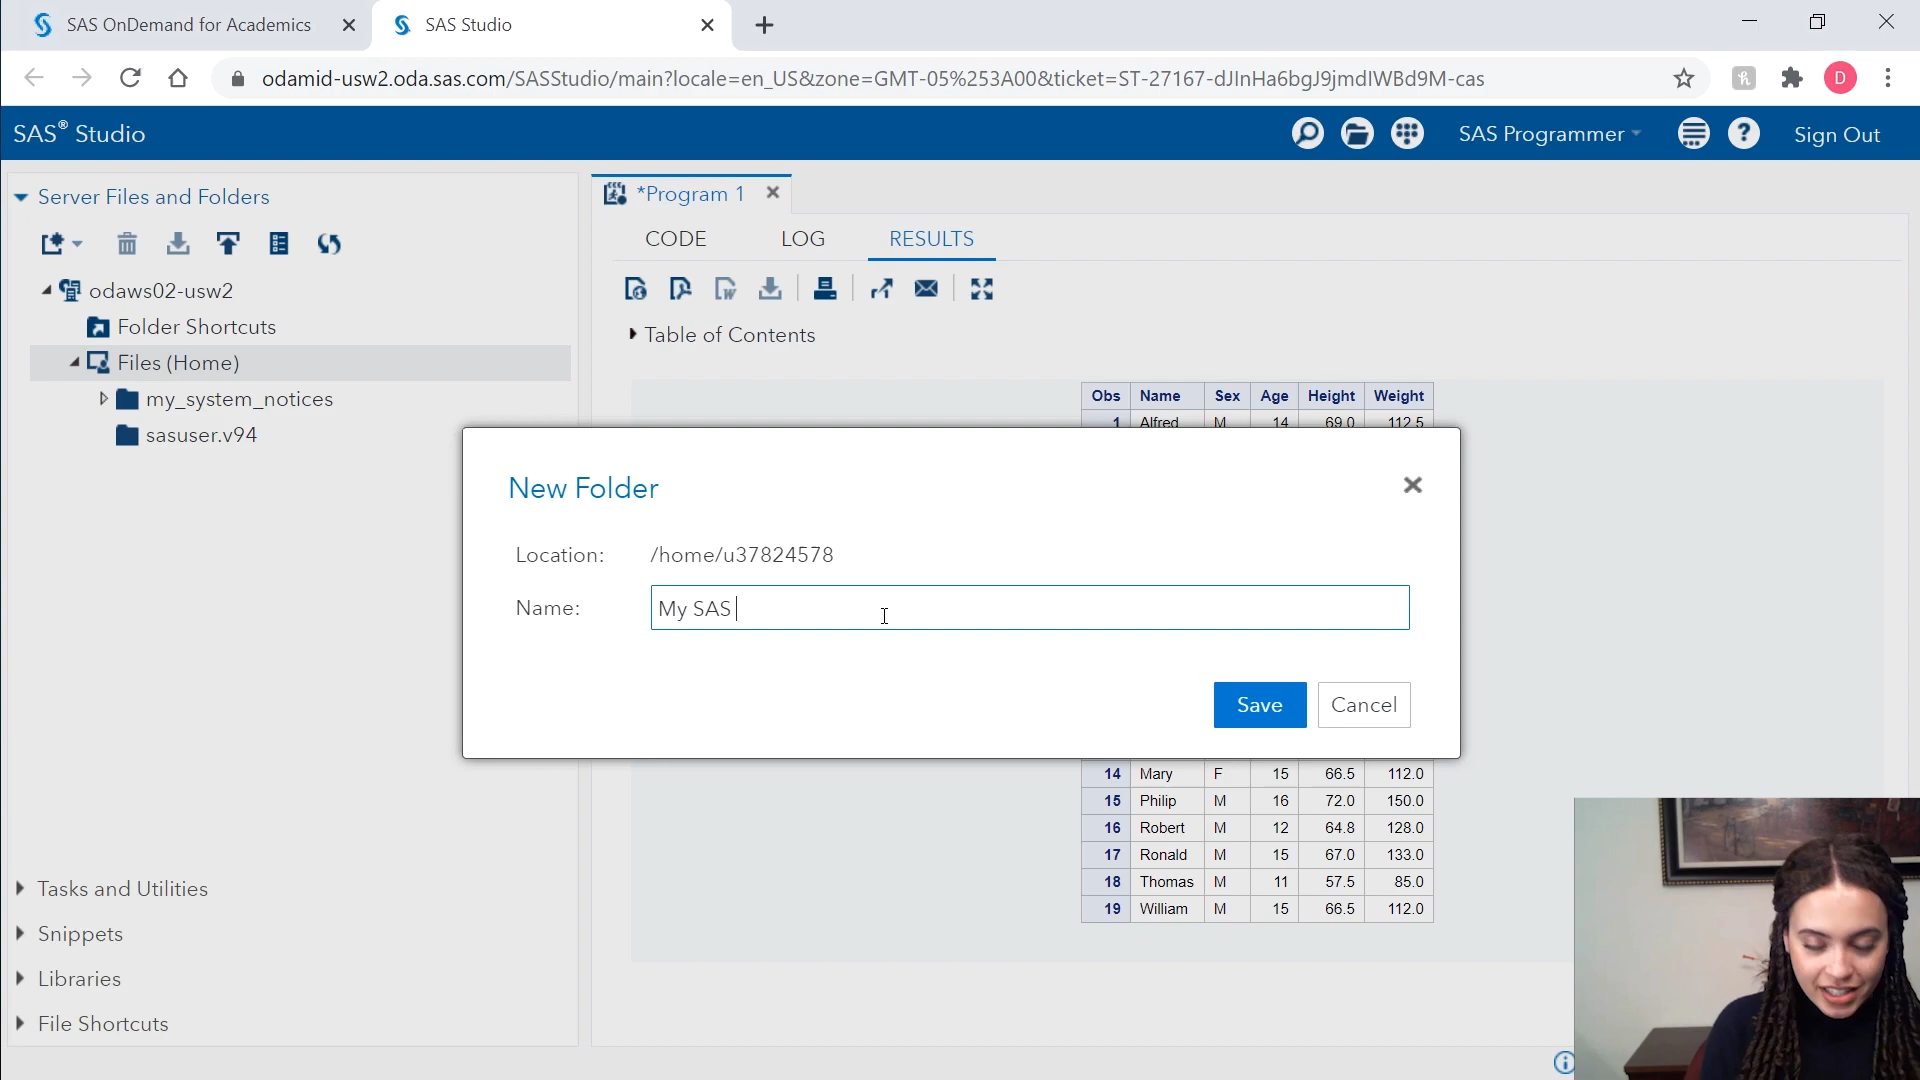 SAS OnDemand for Academics
SAS Studio
odamid-usw2.oda.sas.com/SASStudio/main?locale=en_US&zone=GMT-05%253A00&ticket=ST-27167-dJlnHa6bgJ9jmdIWBd9M-cas
D
SAS® Studio
SAS Programmer
Sign Out
Server Files and Folders
odaws02-usw2
Folder Shortcuts
Files (Home)
my_system_notices
sasuser.v94
Tasks and Utilities
Snippets
Libraries
File Shortcuts
*Program 1
CODE LOG RESULTS
Table of Contents
Obs Name Sex Age Height Weight
1 Alfred M 14 69.0 112.5
New Folder
Location: /home/u37824578
Name: My SAS
Save Cancel
14 Mary F 15 66.5 112.0
15 Philip M 16 72.0 150.0
16 Robert M 12 64.8 128.0
17 Ronald M 15 67.0 133.0
18 Thomas M 11 57.5 85.0
19 William M 15 66.5 112.0